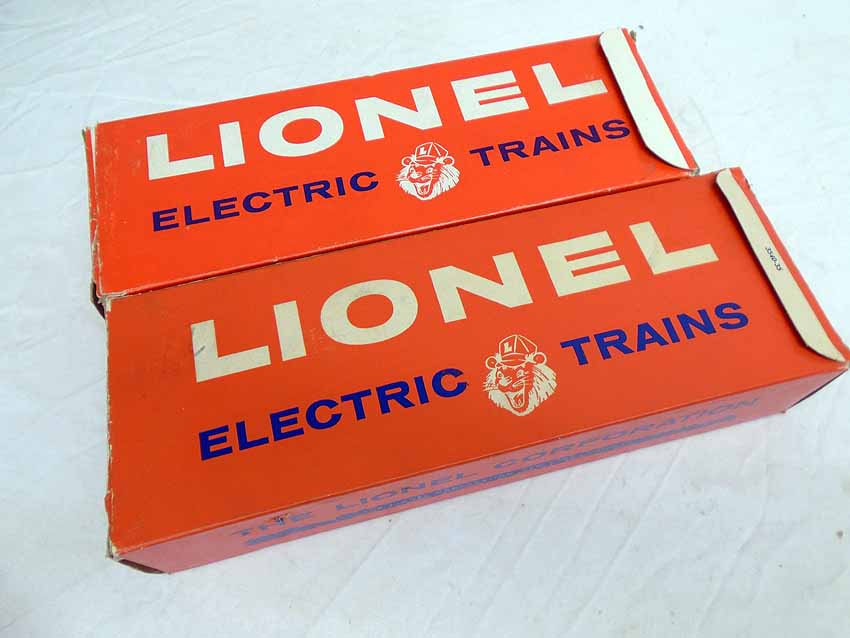 LIONEL
ELECTRIC TRAINS
L
LIONEL
ELECTRIC TRAINS
L
THE LIONEL CORPORATION